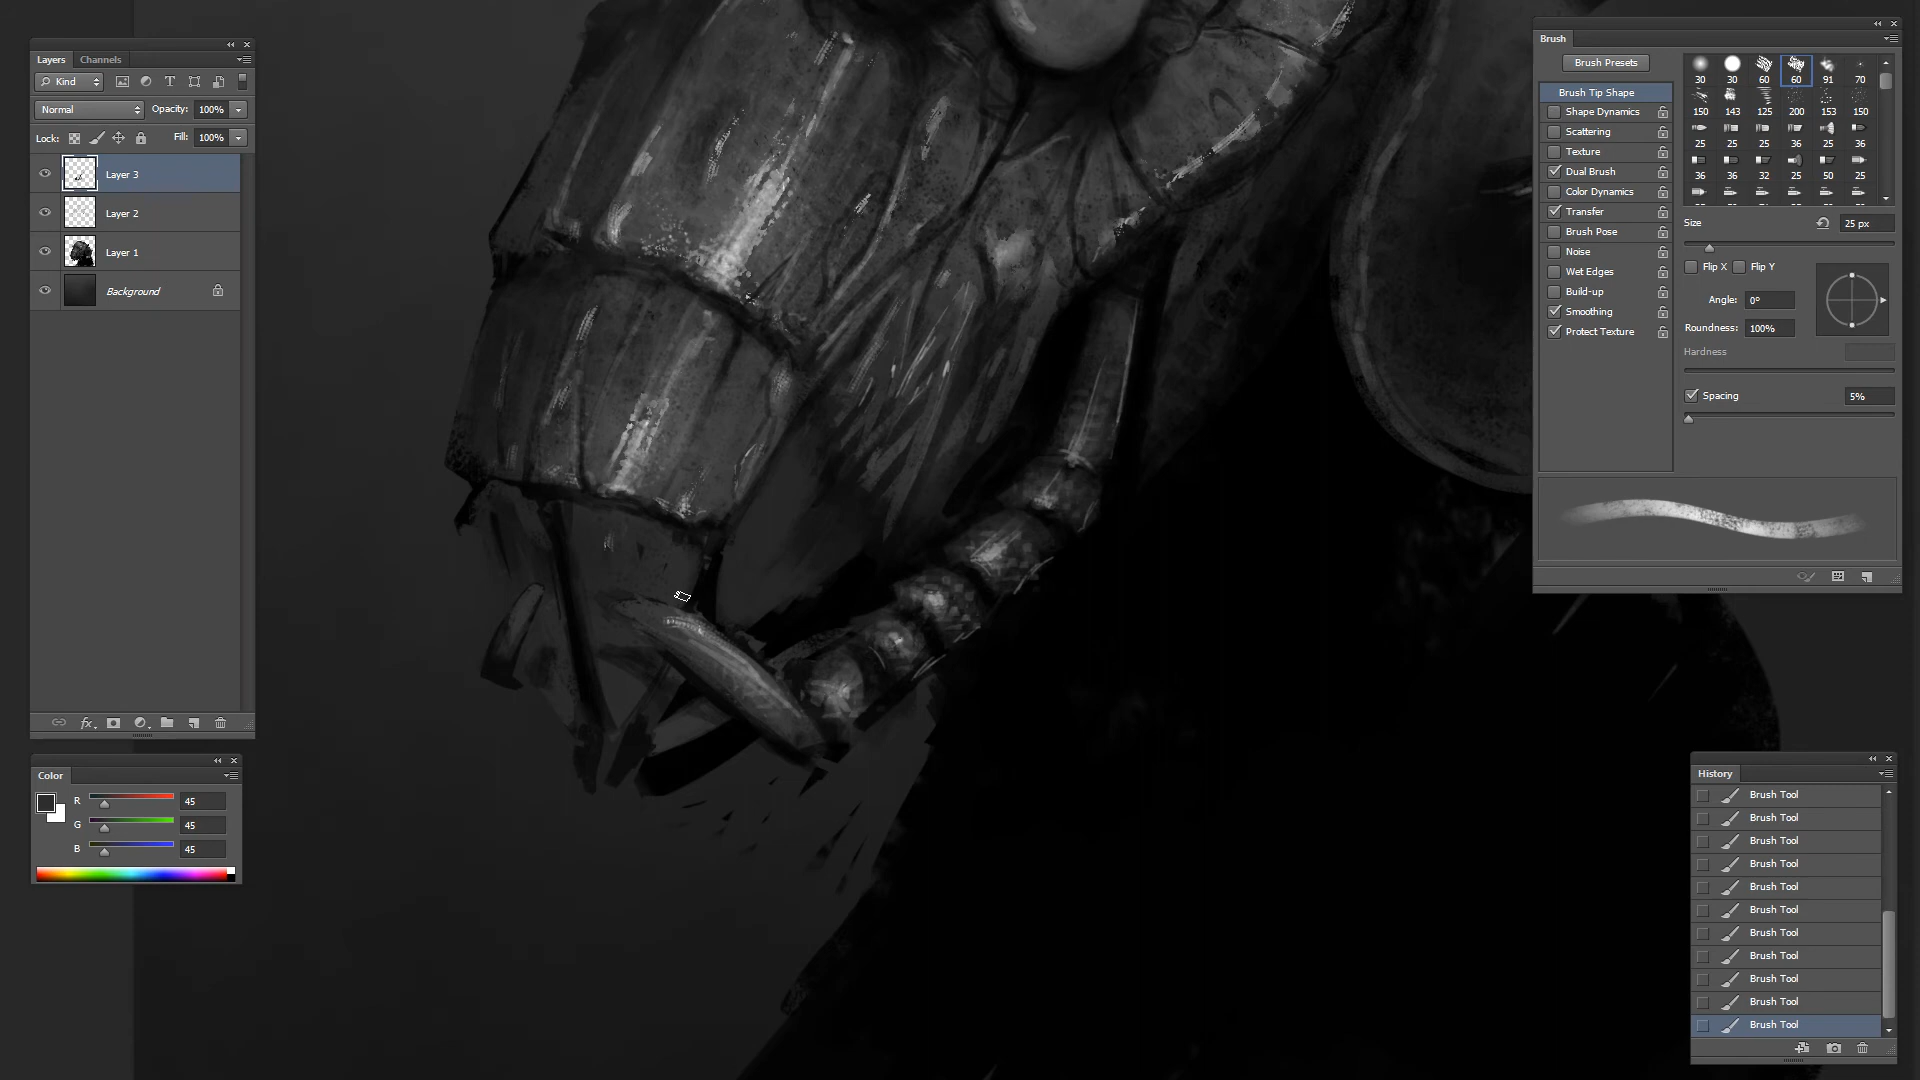 Layers Channels
Kind
Normal Opacity: 100%
Lock: Fill: 100%
Layer 3
Layer 2
Layer 1
Background
fx
Color
R 45
G 45
B 45
Brush
Brush Presets
Brush Tip Shape
Shape Dynamics
Scattering
Texture
Dual Brush
Color Dynamics
Transfer
Brush Pose
Noise
Wet Edges
Build-up
Smoothing
Protect Texture
30 30 60 60 91 70
150 143 125 200 153 150
25 25 25 36 25 36
36 36 32 25 50 25
Size 25 px
Flip X Flip Y
Angle: 0º
Roundness: 100%
Hardness
Spacing 5%
History
Brush Tool
Brush Tool
Brush Tool
Brush Tool
Brush Tool
Brush Tool
Brush Tool
Brush Tool
Brush Tool
Brush Tool
Brush Tool